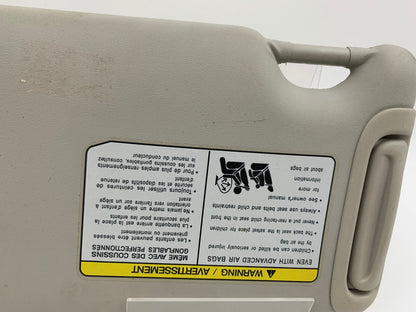 WARNING / AVERTISSEMENT
EVEN WITH ADVANCED AIR BAGS
Children can be killed or seriously injured
by the air bag
The back seat is the safest place for children
Never put a rear-facing child seat in the front
Always use seat belts and child restraints
See owner's manual
for more
information
about air bags
MÊME AVEC DES COUSSINS
GONFLABLES PERFECTIONNÉS
• Les enfants peuvent être blessés
gravement ou mortellement
• La banquette arrière est la place la
plus sécuritaire pour les enfants
• Ne jamais mettre un siège d'enfant à
orientation vers l'arrière sur le siège
avant
• Toujours utiliser les ceintures de
sécurité et les dispositifs de retenue
d'enfant
• Pour de plus amples renseignements
sur les coussins gonflables, consultez
le manuel du conducteur